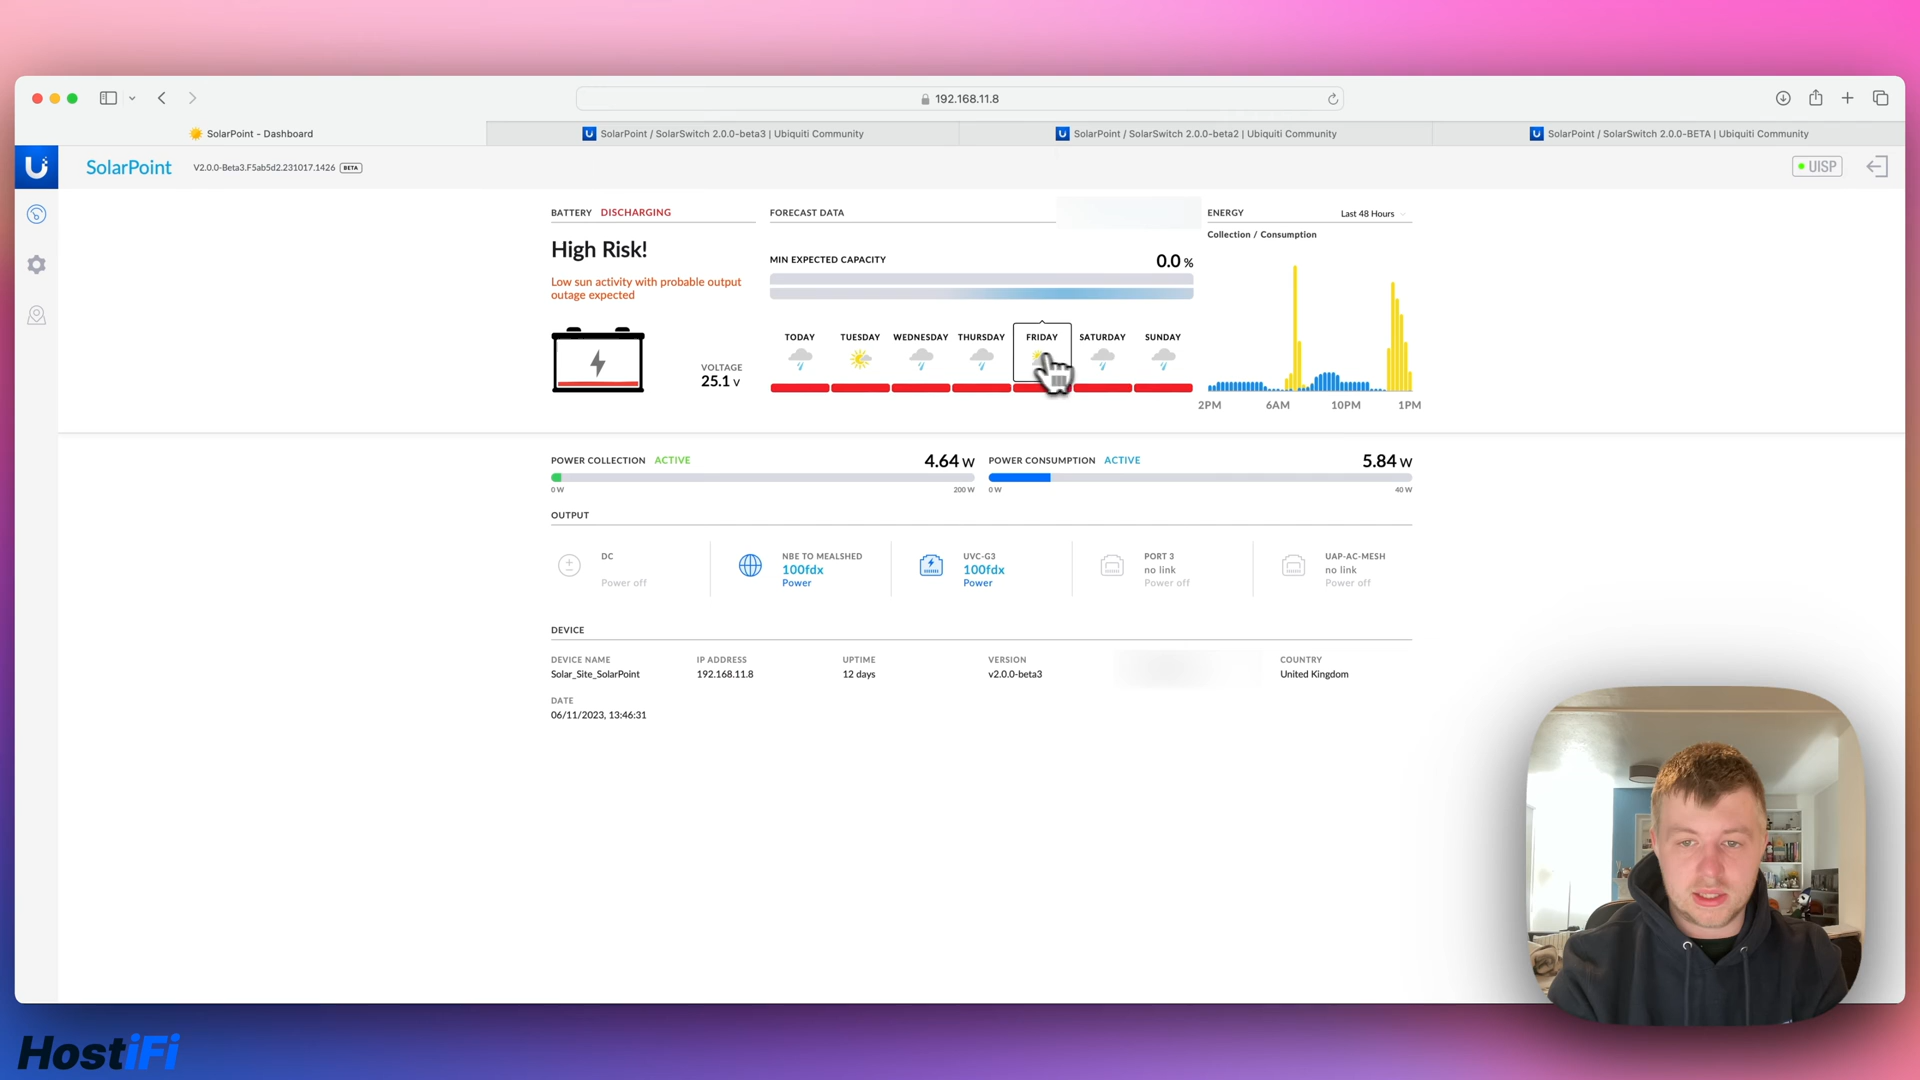 192.168.11.8
SolarPoint - Dashboard
SolarPoint / SolarSwitch 2.0.0-beta3 | Ubiquiti Community
SolarPoint / SolarSwitch 2.0.0-beta2 | Ubiquiti Community
SolarPoint / SolarSwitch 2.0.0-BETA | Ubiquiti Community
SolarPoint
V2.0.0-Beta3.F5ab5d2.231017.1426 BETA
UISP
BATTERY DISCHARGING
High Risk!
Low sun activity with probable output
outage expected
VOLTAGE
25.1 V
FORECAST DATA
MIN EXPECTED CAPACITY
0.0 %
TODAY TUESDAY WEDNESDAY THURSDAY FRIDAY SATURDAY SUNDAY
ENERGY
Last 48 Hours
Collection / Consumption
2PM 6AM 10PM 1PM
POWER COLLECTION ACTIVE
4.64 W
0 W 200 W
POWER CONSUMPTION ACTIVE
5.84 W
0 W 40 W
OUTPUT
DC
Power off
NBE TO MEALSHED
100fdx
Power
UVC-G3
100fdx
Power
PORT 3
no link
Power off
UAP-AC-MESH
no link
Power off
DEVICE
DEVICE NAME
Solar_Site_SolarPoint
IP ADDRESS
192.168.11.8
UPTIME
12 days
VERSION
v2.0.0-beta3
COUNTRY
United Kingdom
DATE
06/11/2023, 13:46:31
HostiFi